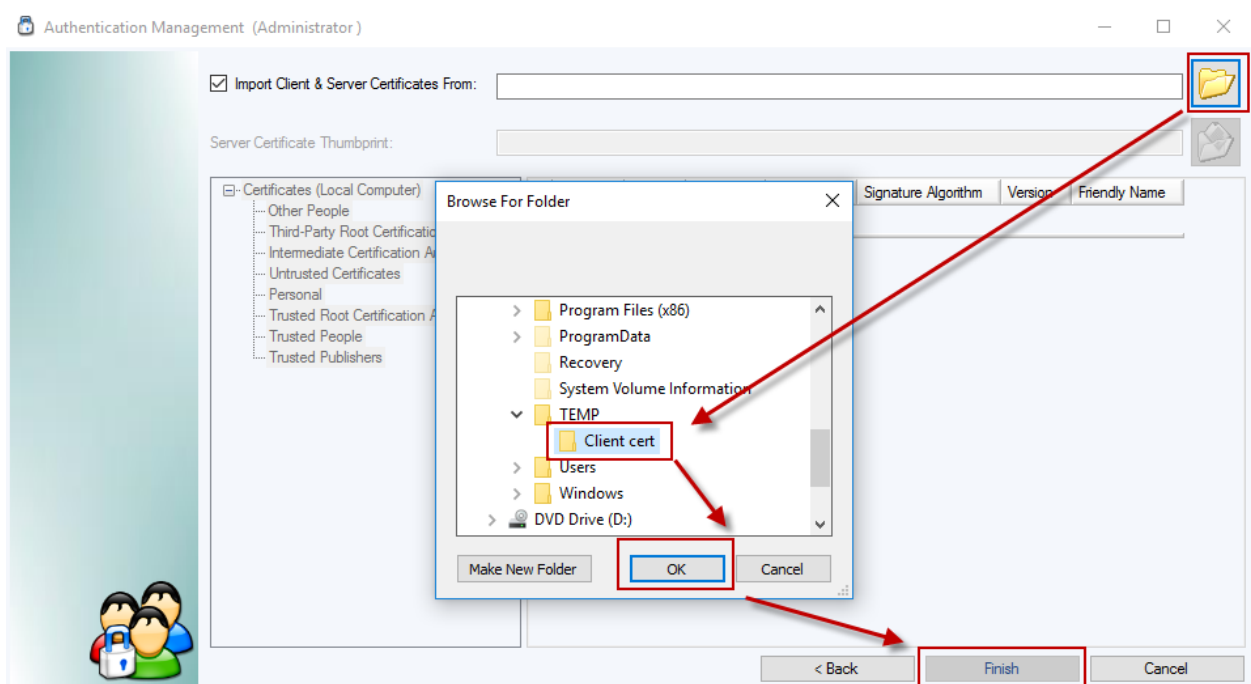 Authentication Management (Administrator )
Import Client & Server Certificates From:
Server Certificate Thumbprint:
Certificates (Local Computer)
Other People
Third-Party Root Certificatic
Intermediate Certification A
Untrusted Certificates
Personal
Trusted Root Certification A
Trusted People
Trusted Publishers
Signature Algorithm Version Friendly Name
Browse For Folder
Program Files (x86)
ProgramData
Recovery
System Volume Information
TEMP
Client cert
Users
Windows
DVD Drive (D:)
Make New Folder OK Cancel
< Back Finish Cancel